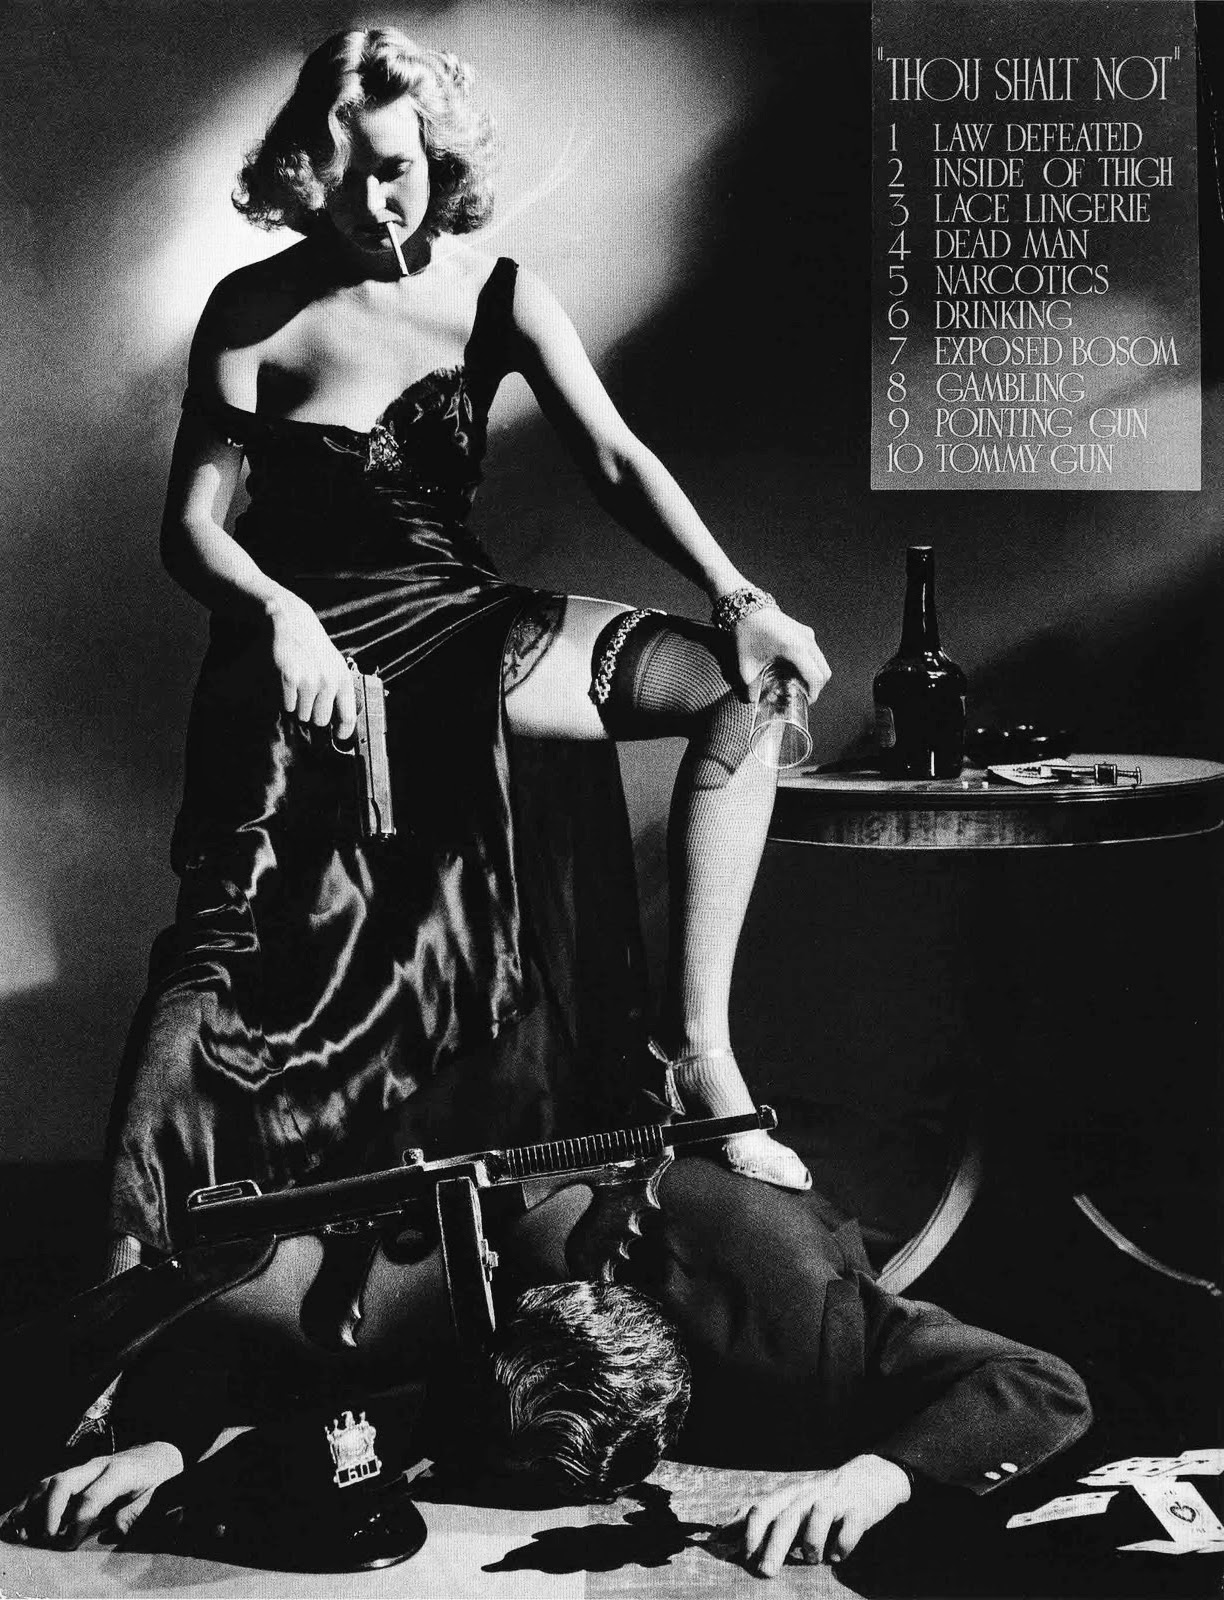 "THOU SHALT NOT"
1 LAW DEFEATED
2 INSIDE OF THIGH
3 LACE LINGERIE
4 DEAD MAN
5 NARCOTICS
6 DRINKING
7 EXPOSED BOSOM
8 GAMBLING
9 POINTING GUN
10 TOMMY GUN